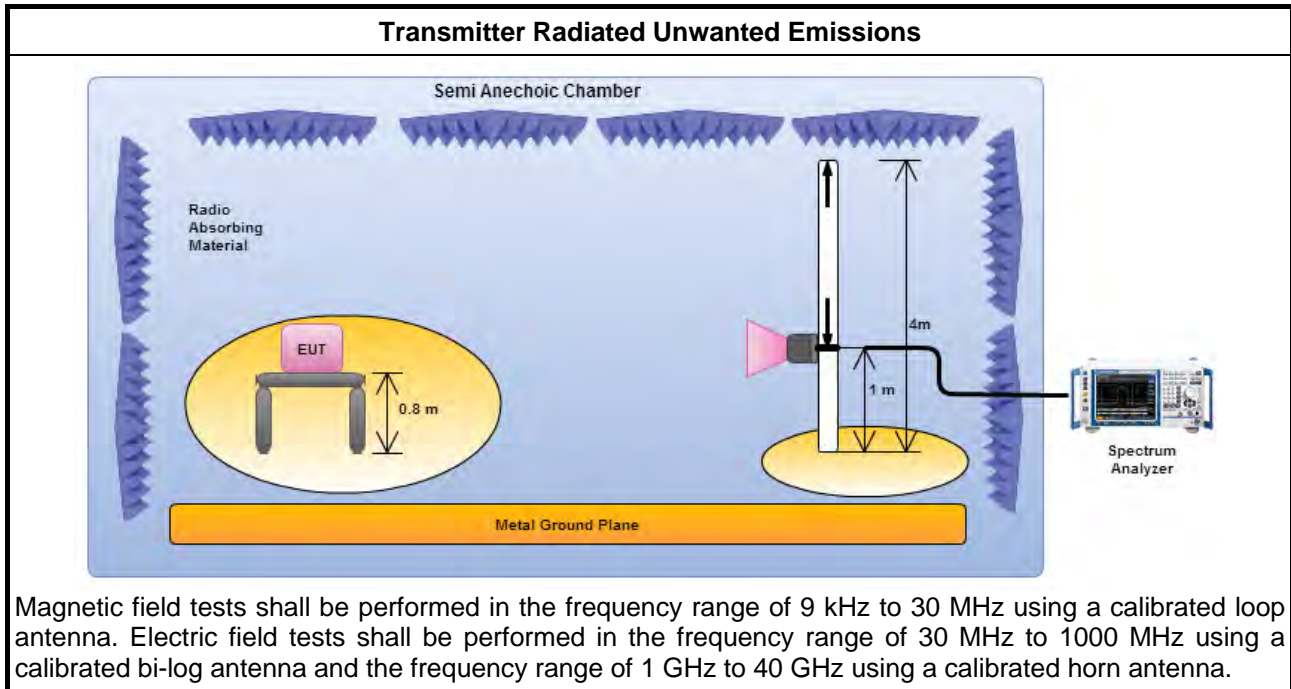 Transmitter Radiated Unwanted Emissions
Semi Anechoic Chamber
Radio
Absorbing
Material
EUT
0.8 m
4m
1 m
Spectrum
Analyzer
Metal Ground Plane
Magnetic field tests shall be performed in the frequency range of 9 kHz to 30 MHz using a calibrated loop
antenna. Electric field tests shall be performed in the frequency range of 30 MHz to 1000 MHz using a
calibrated bi-log antenna and the frequency range of 1 GHz to 40 GHz using a calibrated horn antenna.